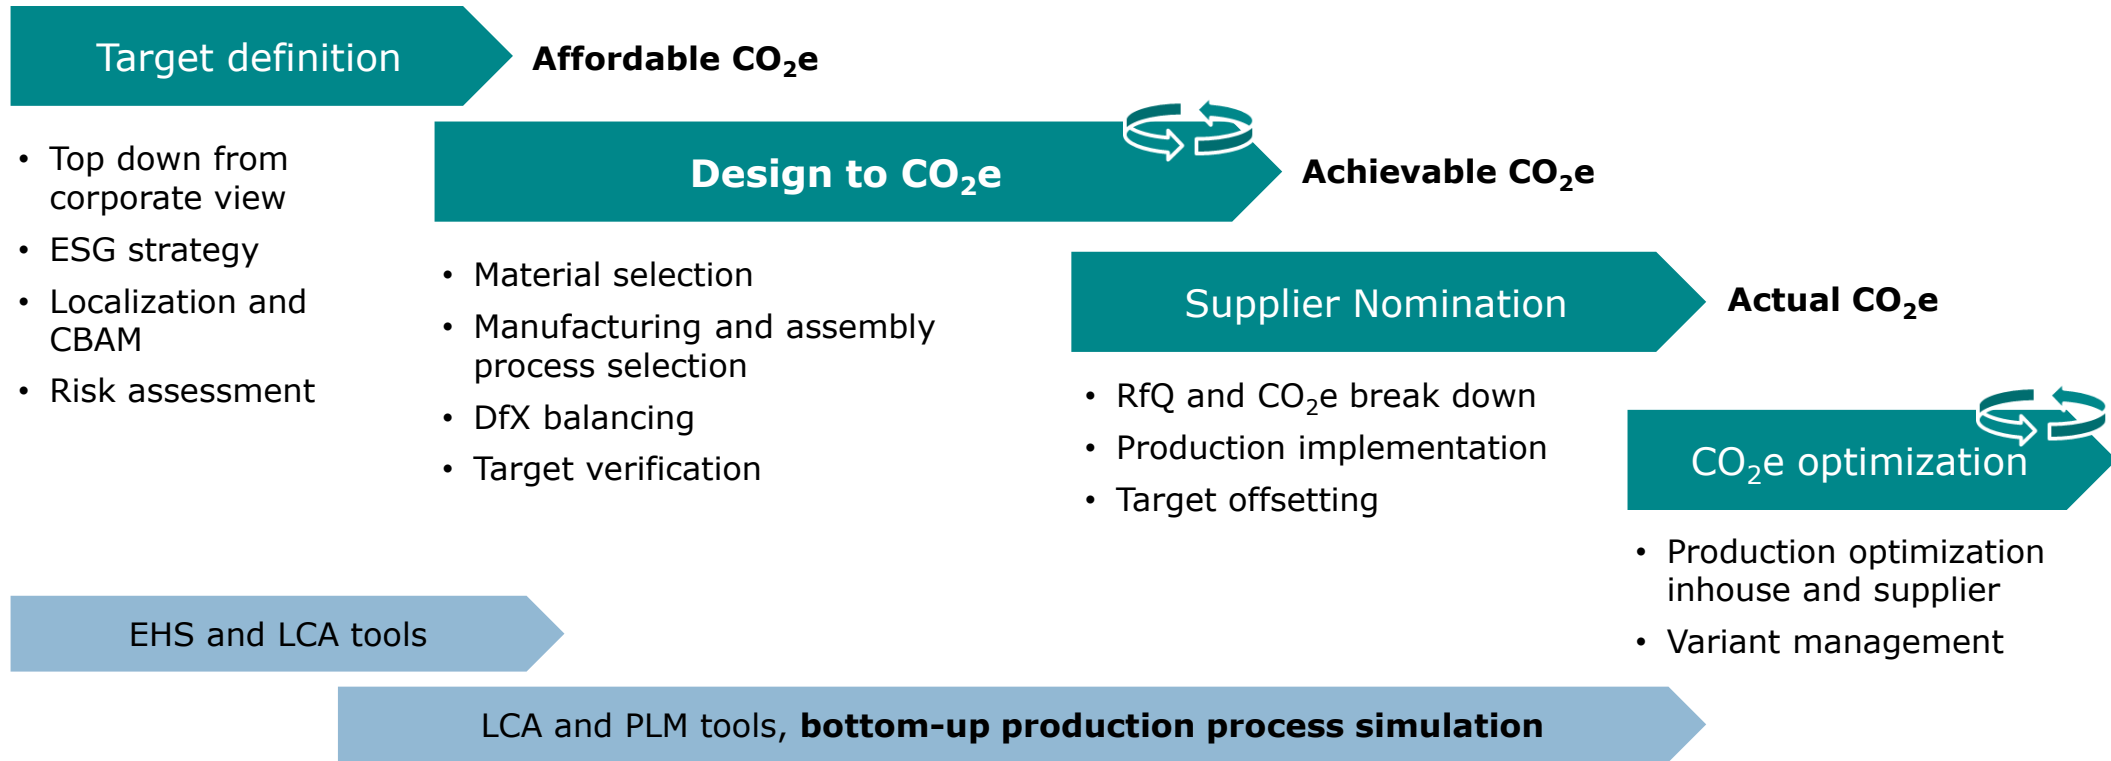 Target definition
Affordable CO₂e
• Top down from
corporate view
• ESG strategy
• Localization and
CBAM
• Risk assessment
Design to CO₂e
Achievable CO₂e
• Material selection
• Manufacturing and assembly
process selection
• DfX balancing
• Target verification
Supplier Nomination
Actual CO₂e
• RfQ and CO₂e break down
• Production implementation
• Target offsetting
CO₂e optimization
• Production optimization
inhouse and supplier
• Variant management
EHS and LCA tools
LCA and PLM tools, bottom-up production process simulation